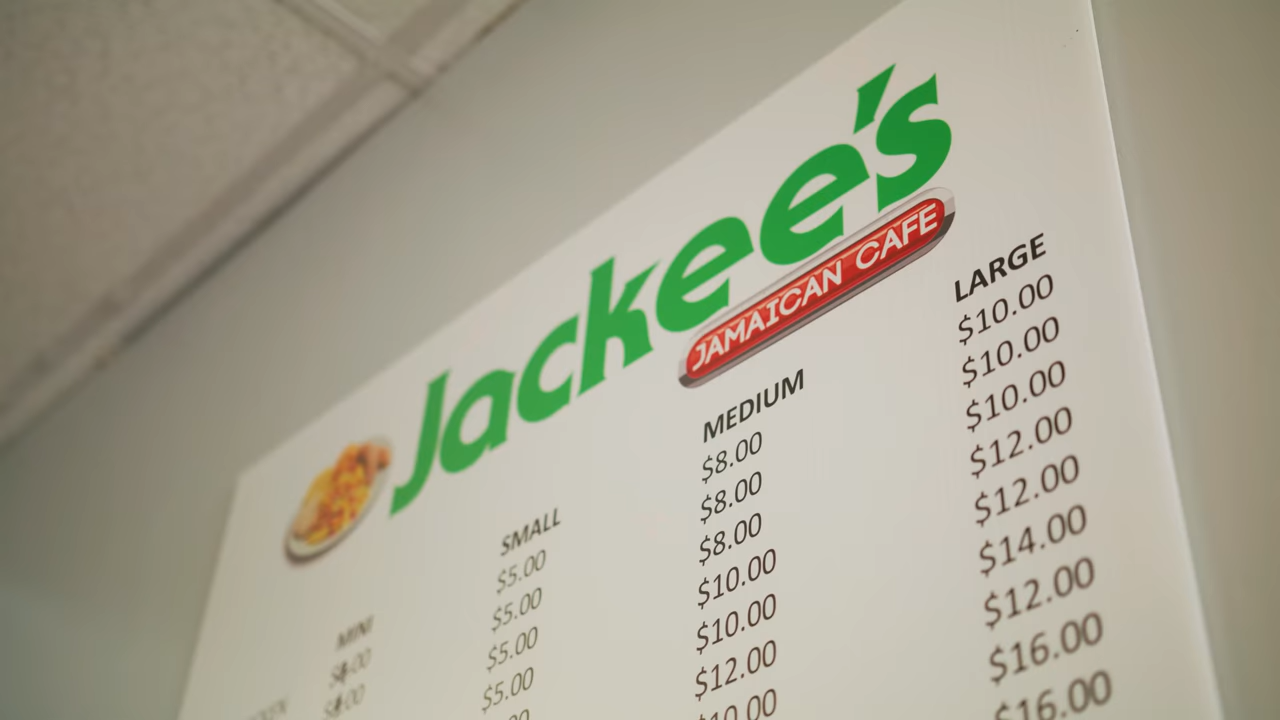 Jackee's
JAMAICAN CAFE
MINI SMALL MEDIUM LARGE
$5.00 $8.00 $10.00
$5.00 $8.00 $10.00
$5.00 $8.00 $10.00
$5.00 $10.00 $12.00
$10.00 $12.00
$12.00 $14.00
$12.00
$16.00
$16.00